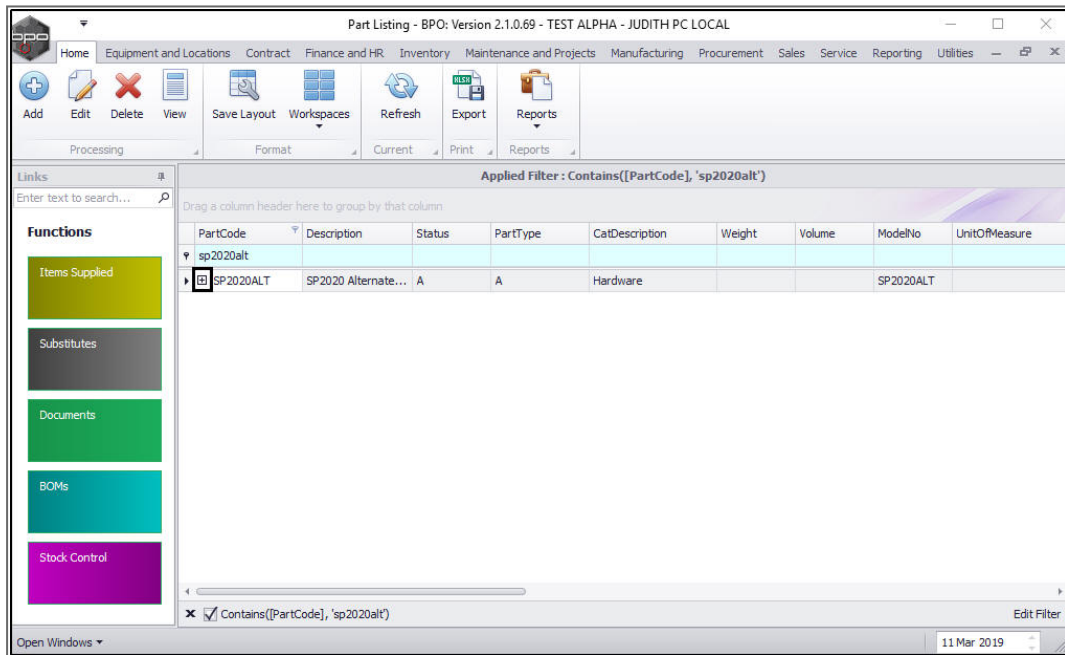 Part Listing - BPO: Version 2.1.0.69 - TEST ALPHA - JUDITH PC LOCAL
bpo
Home Equipment and Locations Contract Finance and HR Inventory Maintenance and Projects Manufacturing Procurement Sales Service Reporting Utilities
XLSX
Add Edit Delete View Save Layout Workspaces Refresh Export Reports
Processing Format Current Print Reports
Links
Applied Filter : Contains([PartCode], 'sp2020alt')
Enter text to search...
Drag a column header here to group by that column
Functions
PartCode Description Status PartType CatDescription Weight Volume ModelNo UnitOfMeasure
sp2020alt
SP2020ALT SP2020 Alternate... A A Hardware SP2020ALT
Items Supplied
Substitutes
Documents
BOMs
Stock Control
Contains([PartCode], 'sp2020alt') Edit Filter
Open Windows 11 Mar 2019